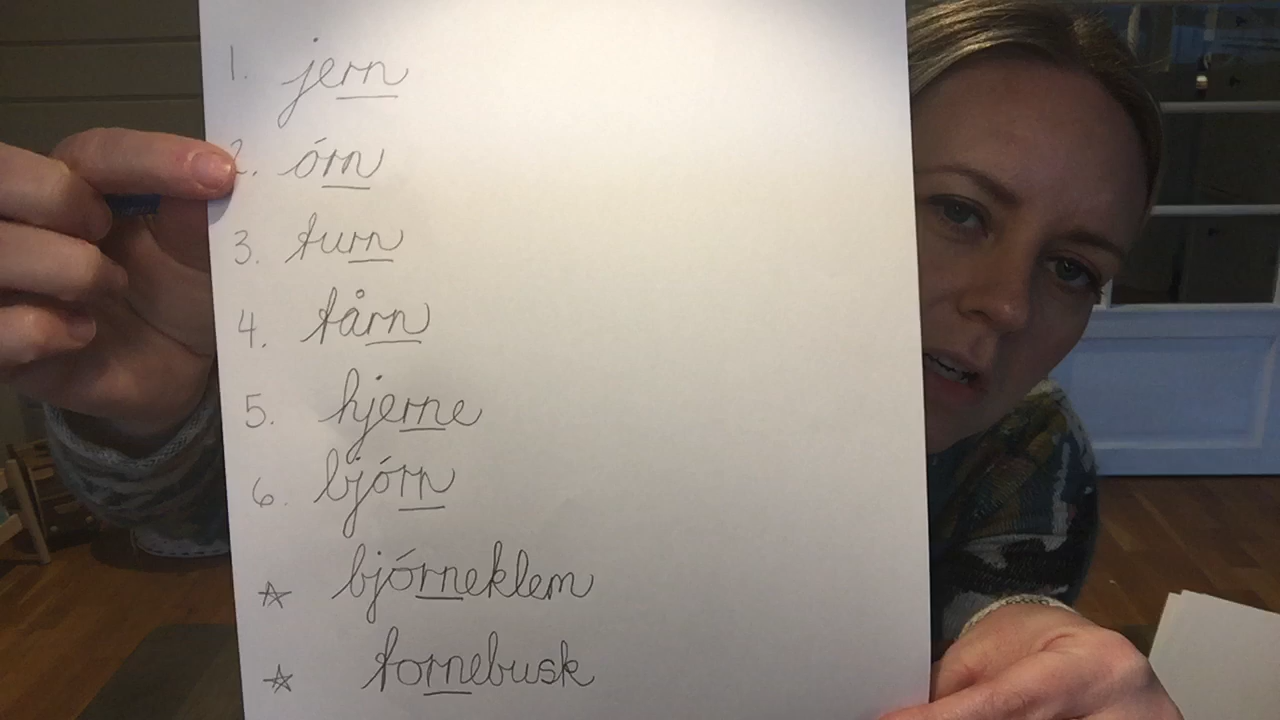 1. jern
2. ørn
3. turn
4. tårn
5. hjerne
6. bjørn
☆ bjørneklem
☆ tornebusk